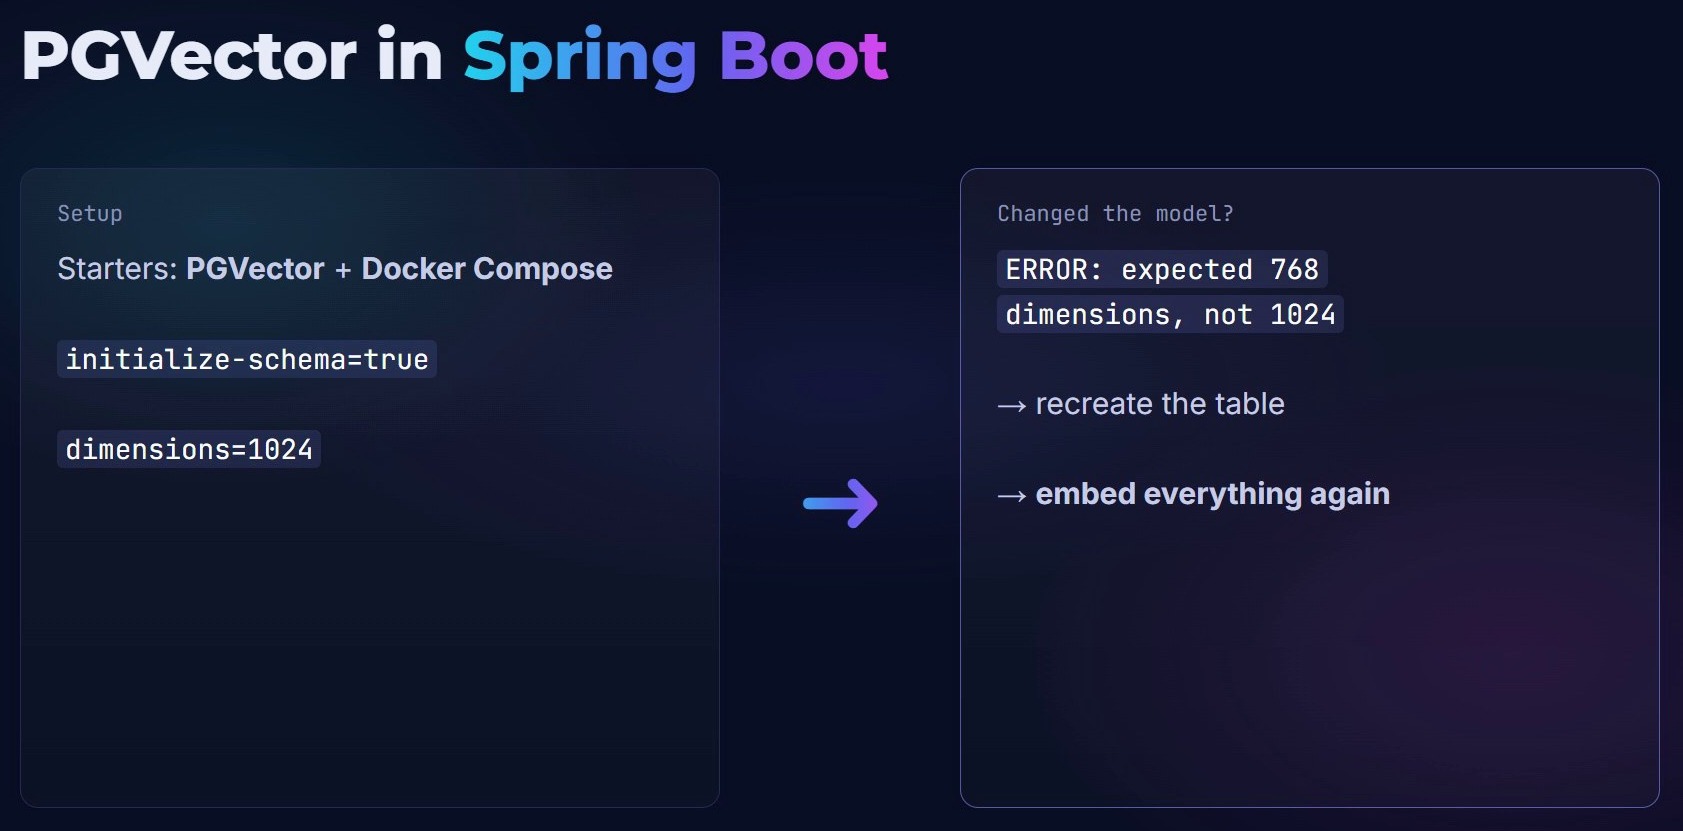 PGVector in Spring Boot
Setup
Starters: PGVector + Docker Compose
initialize-schema=true
dimensions=1024
→
Changed the model?
ERROR: expected 768
dimensions, not 1024
→ recreate the table
→ embed everything again